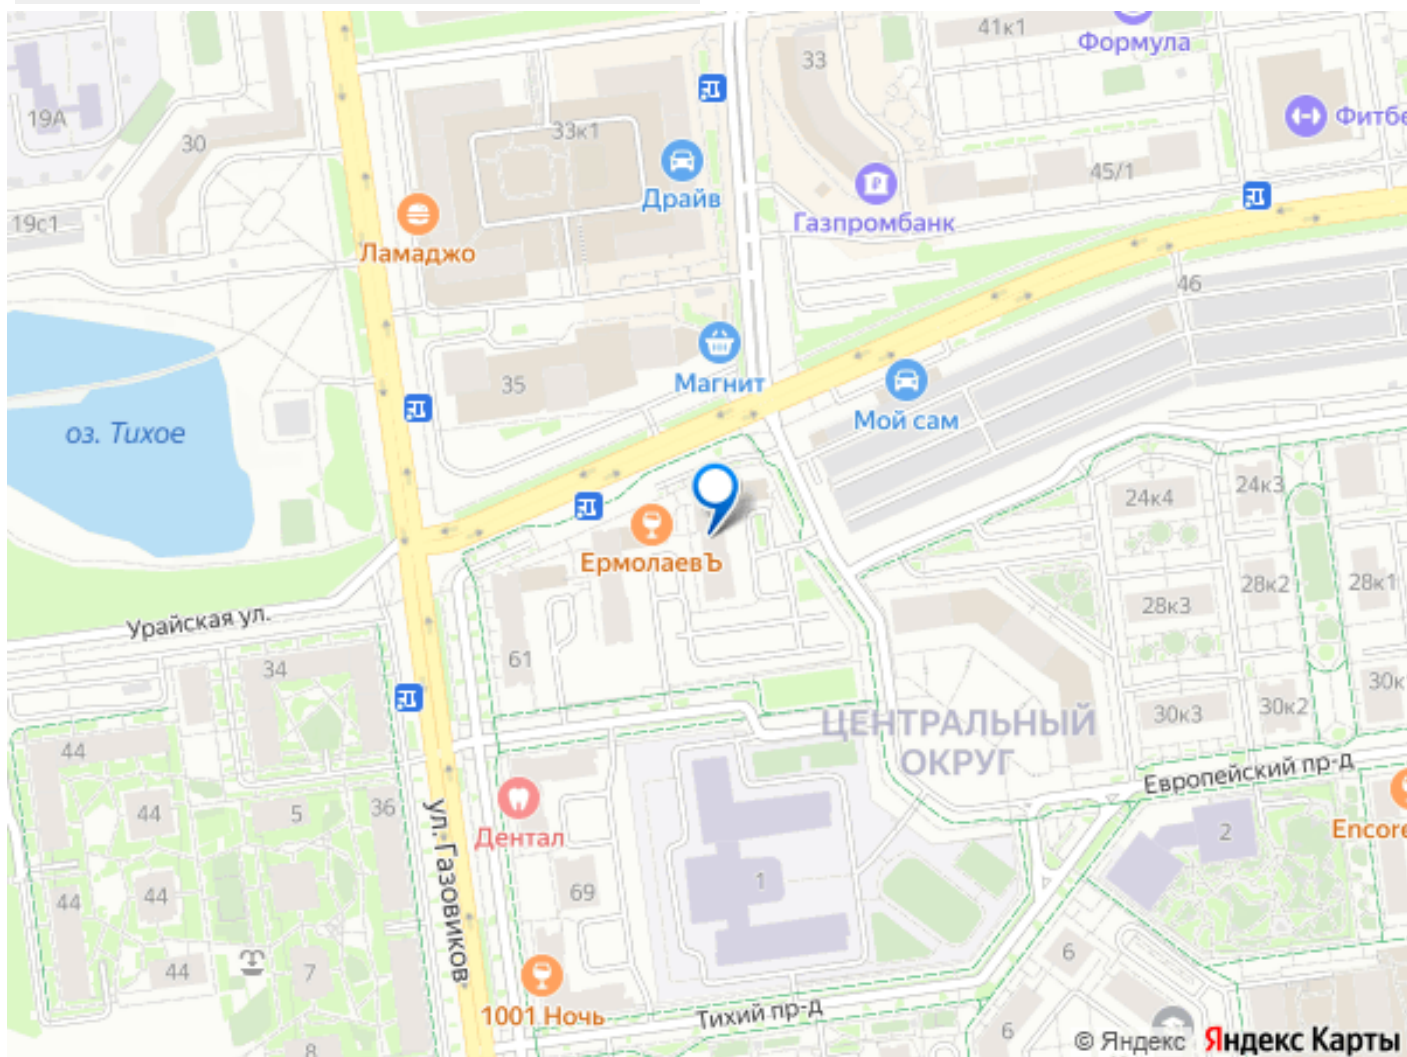 41к1
Формула
33
19А
33к1
Фитбе
30
45/1
Драйв
19с1
Газпромбанк
Ламаджо
46
35
Магнит
Мой сам
оз. Тихое
24к3
24к4
ЕрмолаевЪ
28к2
28к1
28к3
Урайская ул.
61
34
30к
30к2
30к3
ЦЕНТРАЛЬНЫЙ
ОКРУГ
44
Европейский пр-д
44
5
36
ул. Газовиков
Дентал
2
Encore
1
69
44
44
44
7
6
1001 Ночь
Тихий пр-д
6
8
© Яндекс Яндекс Карты